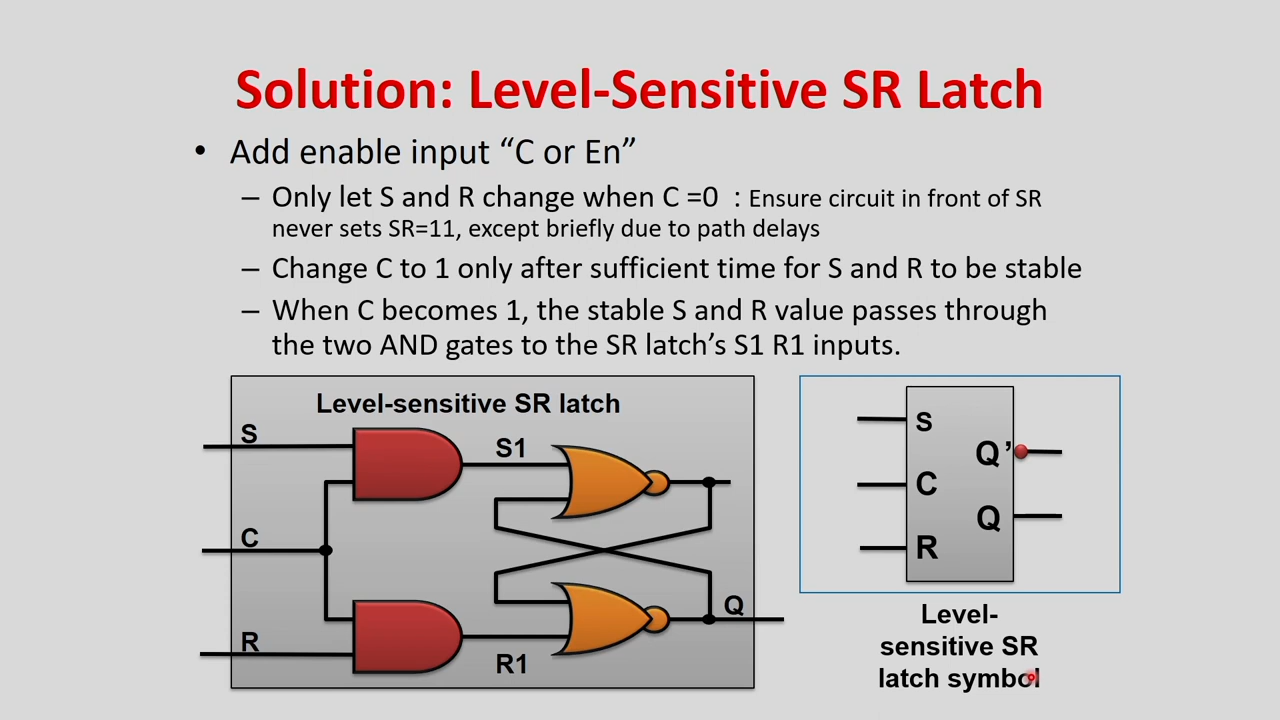 Solution: Level-Sensitive SR Latch
• Add enable input “C or En”
– Only let S and R change when C =0 : Ensure circuit in front of SR
never sets SR=11, except briefly due to path delays
– Change C to 1 only after sufficient time for S and R to be stable
– When C becomes 1, the stable S and R value passes through
the two AND gates to the SR latch’s S1 R1 inputs.
Level-sensitive SR latch
S
S1
C
Q
R
R1
S
Q’
C
Q
R
Level-
sensitive SR
latch symbol